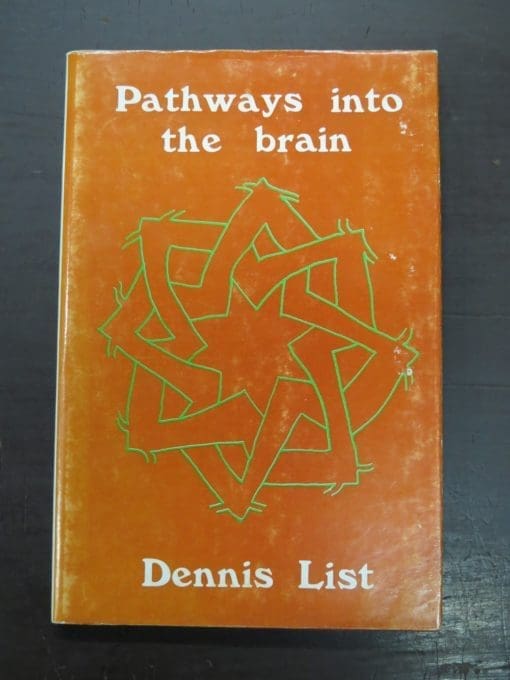 Pathways into
the brain
Dennis List